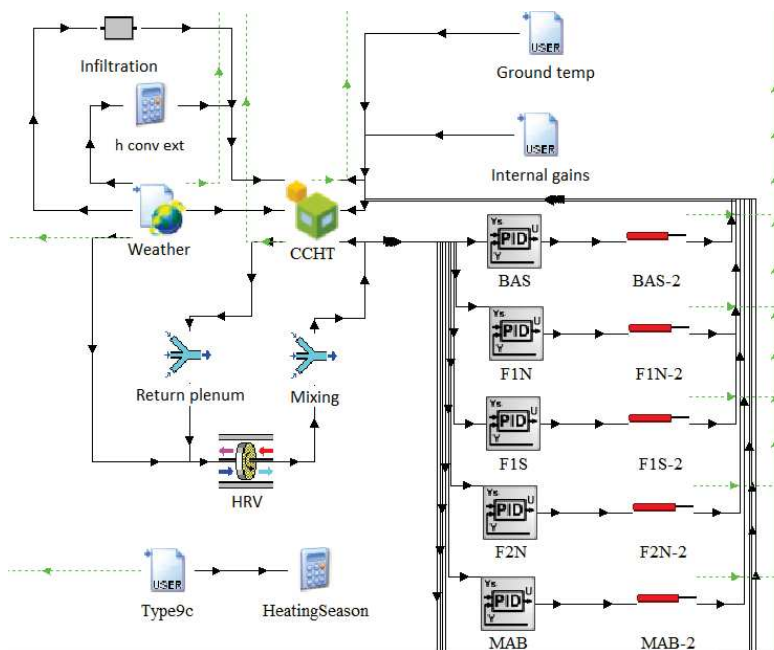 Infiltration
USER
Ground temp
h conv ext
USER
Internal gains
Weather
CCHT
Ys
PID
U
Y
BAS
BAS-2
Ys
PID
U
Y
F1N
F1N-2
Return plenum
Mixing
Ys
PID
U
Y
F1S
F1S-2
HRV
Ys
PID
U
Y
F2N
F2N-2
USER
Type9c
HeatingSeason
Ys
PID
U
Y
MAB
MAB-2